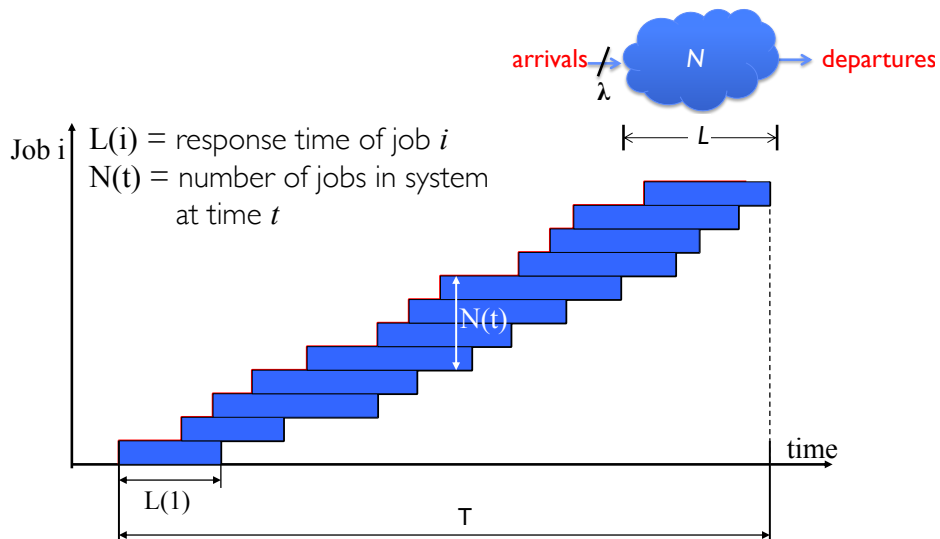 arrivals
N
departures
λ
L
Job i
L(i) = response time of job i
N(t) = number of jobs in system
at time t
N(t)
time
L(1)
T